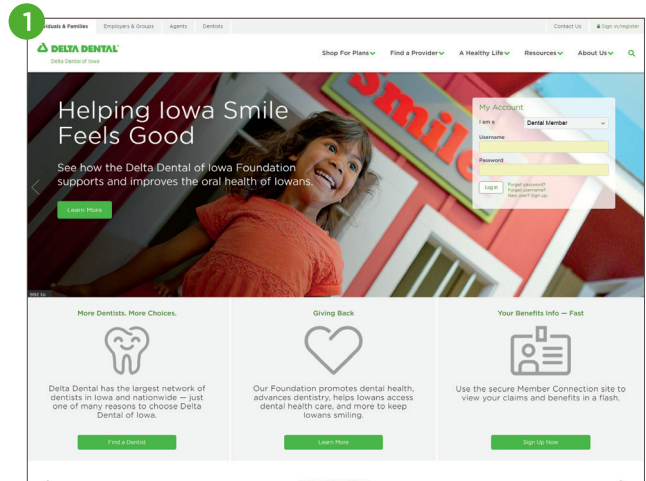 1
iduals & Families Employers & Groups Agents Dentists Contact Us Sign in/register
DELTA DENTAL®
Delta Dental of Iowa
Shop For Plans Find a Provider A Healthy Life Resources About Us
Helping Iowa Smile
Feels Good
See how the Delta Dental of Iowa Foundation
supports and improves the oral health of Iowans.
Learn More
Smile
My Account
I am a Dental Member
Username
Password
Log in
Forgot password?
Forgot username?
New user? Sign up.
More Dentists. More Choices.
Delta Dental has the largest network of
dentists in Iowa and nationwide — just
one of many reasons to choose Delta
Dental of Iowa.
Find a Dentist
Giving Back
Our Foundation promotes dental health,
advances dentistry, helps Iowans access
dental health care, and more to keep
Iowans smiling.
Learn More
Your Benefits Info — Fast
Use the secure Member Connection site to
view your claims and benefits in a flash.
Sign Up Now